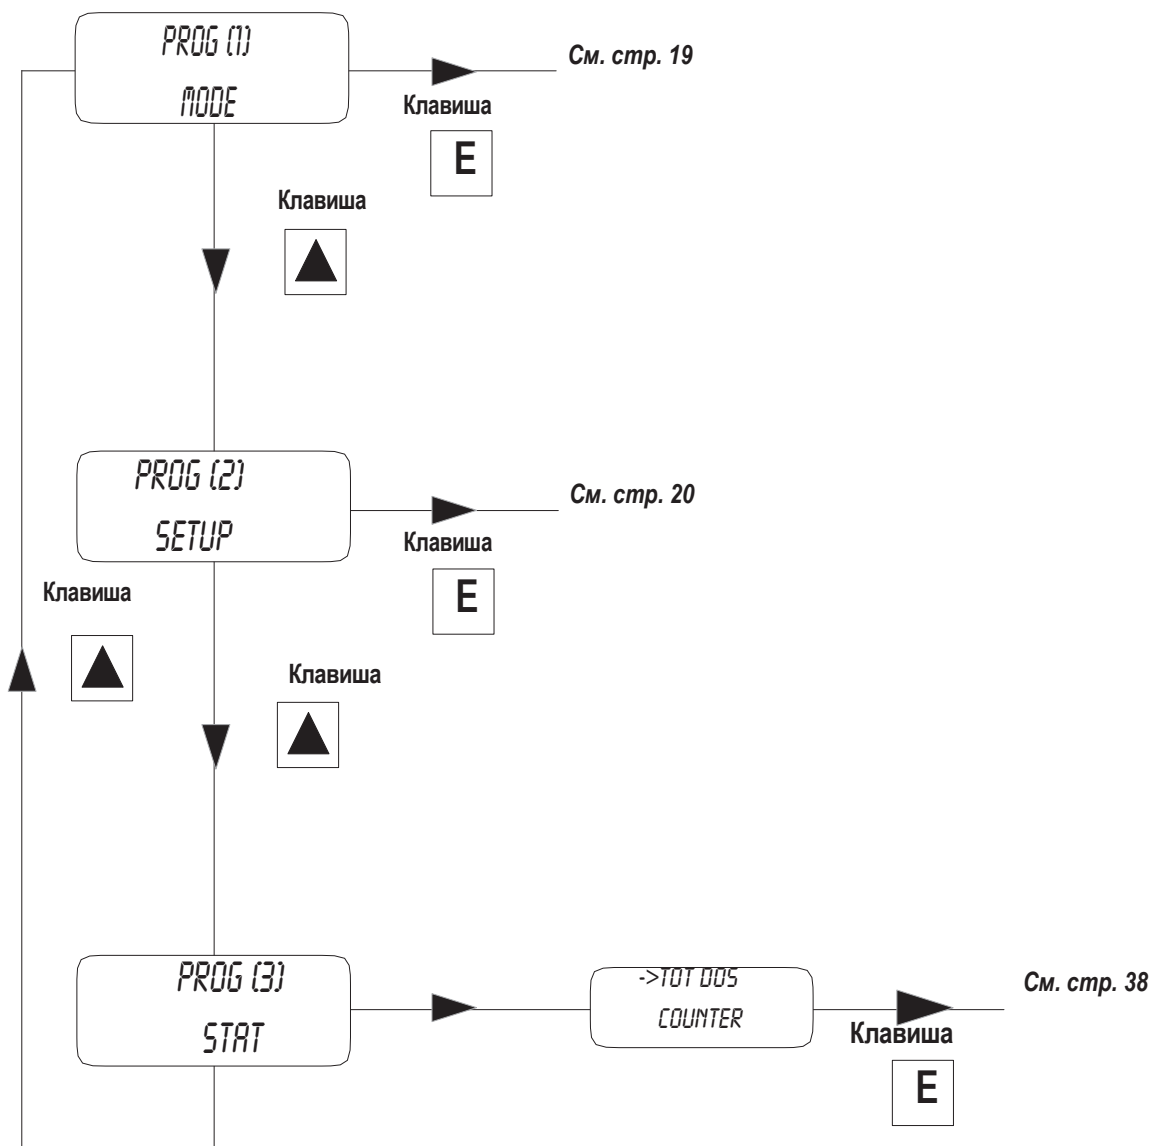 PROG (1)
MODE
См. стр. 19
Клавиша
E
Клавиша
PROG (2)
SETUP
См. стр. 20
Клавиша
E
Клавиша
Клавиша
PROG (3)
STAT
->TOT DOS
COUNTER
См. стр. 38
Клавиша
E